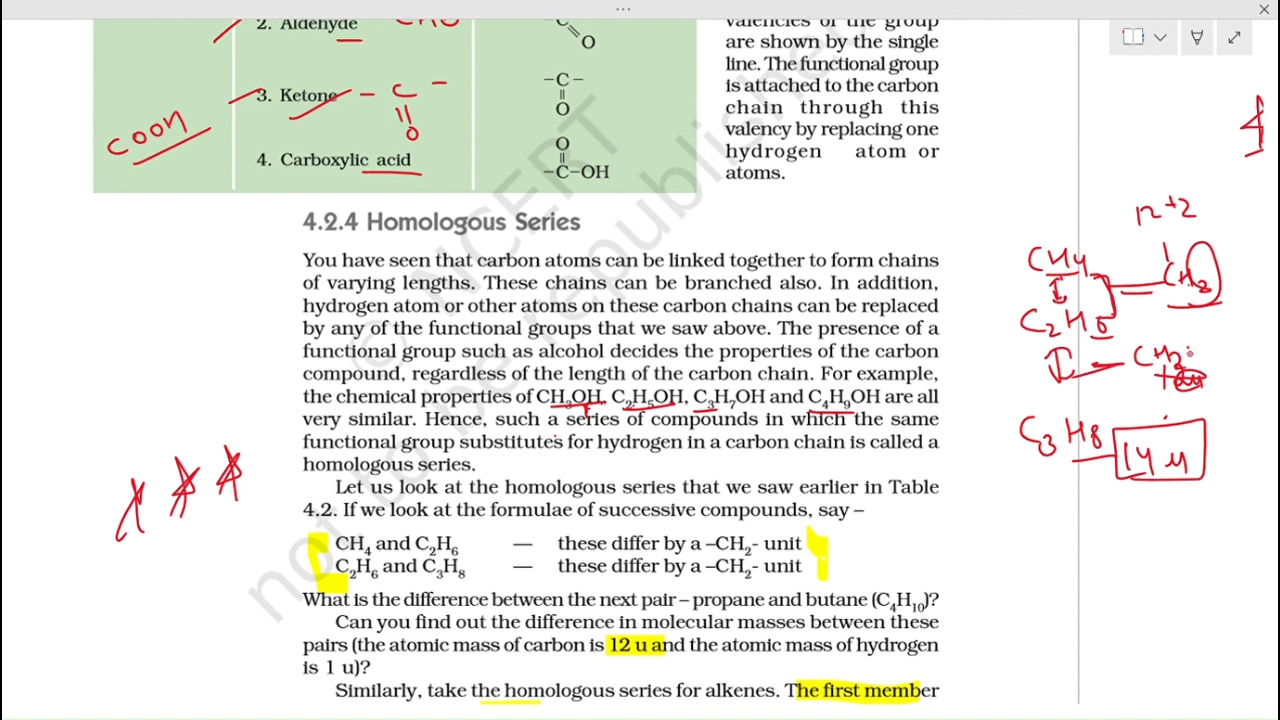 2. Aldehyde
CHO
C
O
3. Ketone
– C –
||
O
–C–
||
O
COOH
4. Carboxylic acid
O
||
–C–OH
valencies of the group
are shown by the single
line. The functional group
is attached to the carbon
chain through this
valency by replacing one
hydrogen atom or
atoms.
4.2.4 Homologous Series
You have seen that carbon atoms can be linked together to form chains
of varying lengths. These chains can be branched also. In addition,
hydrogen atom or other atoms on these carbon chains can be replaced
by any of the functional groups that we saw above. The presence of a
functional group such as alcohol decides the properties of the carbon
compound, regardless of the length of the carbon chain. For example,
the chemical properties of CH₃OH, C₂H₅OH, C₃H₇OH and C₄H₉OH are all
very similar. Hence, such a series of compounds in which the same
functional group substitutes for hydrogen in a carbon chain is called a
homologous series.
Let us look at the homologous series that we saw earlier in Table
4.2. If we look at the formulae of successive compounds, say –
CH₄ and C₂H₆ — these differ by a –CH₂- unit
C₂H₆ and C₃H₈ — these differ by a –CH₂- unit
What is the difference between the next pair – propane and butane (C₄H₁₀)?
Can you find out the difference in molecular masses between these
pairs (the atomic mass of carbon is 12 u and the atomic mass of hydrogen
is 1 u)?
Similarly, take the homologous series for alkenes. The first member
n+2
CH4
CH2
C2H6
CH2
C3H8
14 u
© NCERT
not to be republished